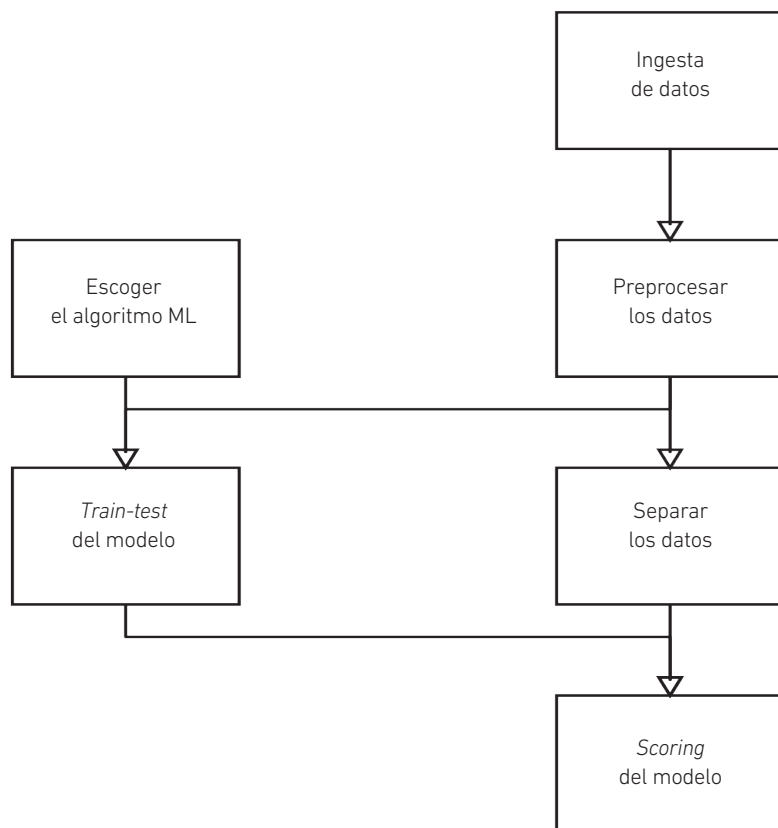 Ingesta
de datos
Escoger
el algoritmo ML
Preprocesar
los datos
Train-test
del modelo
Separar
los datos
Scoring
del modelo